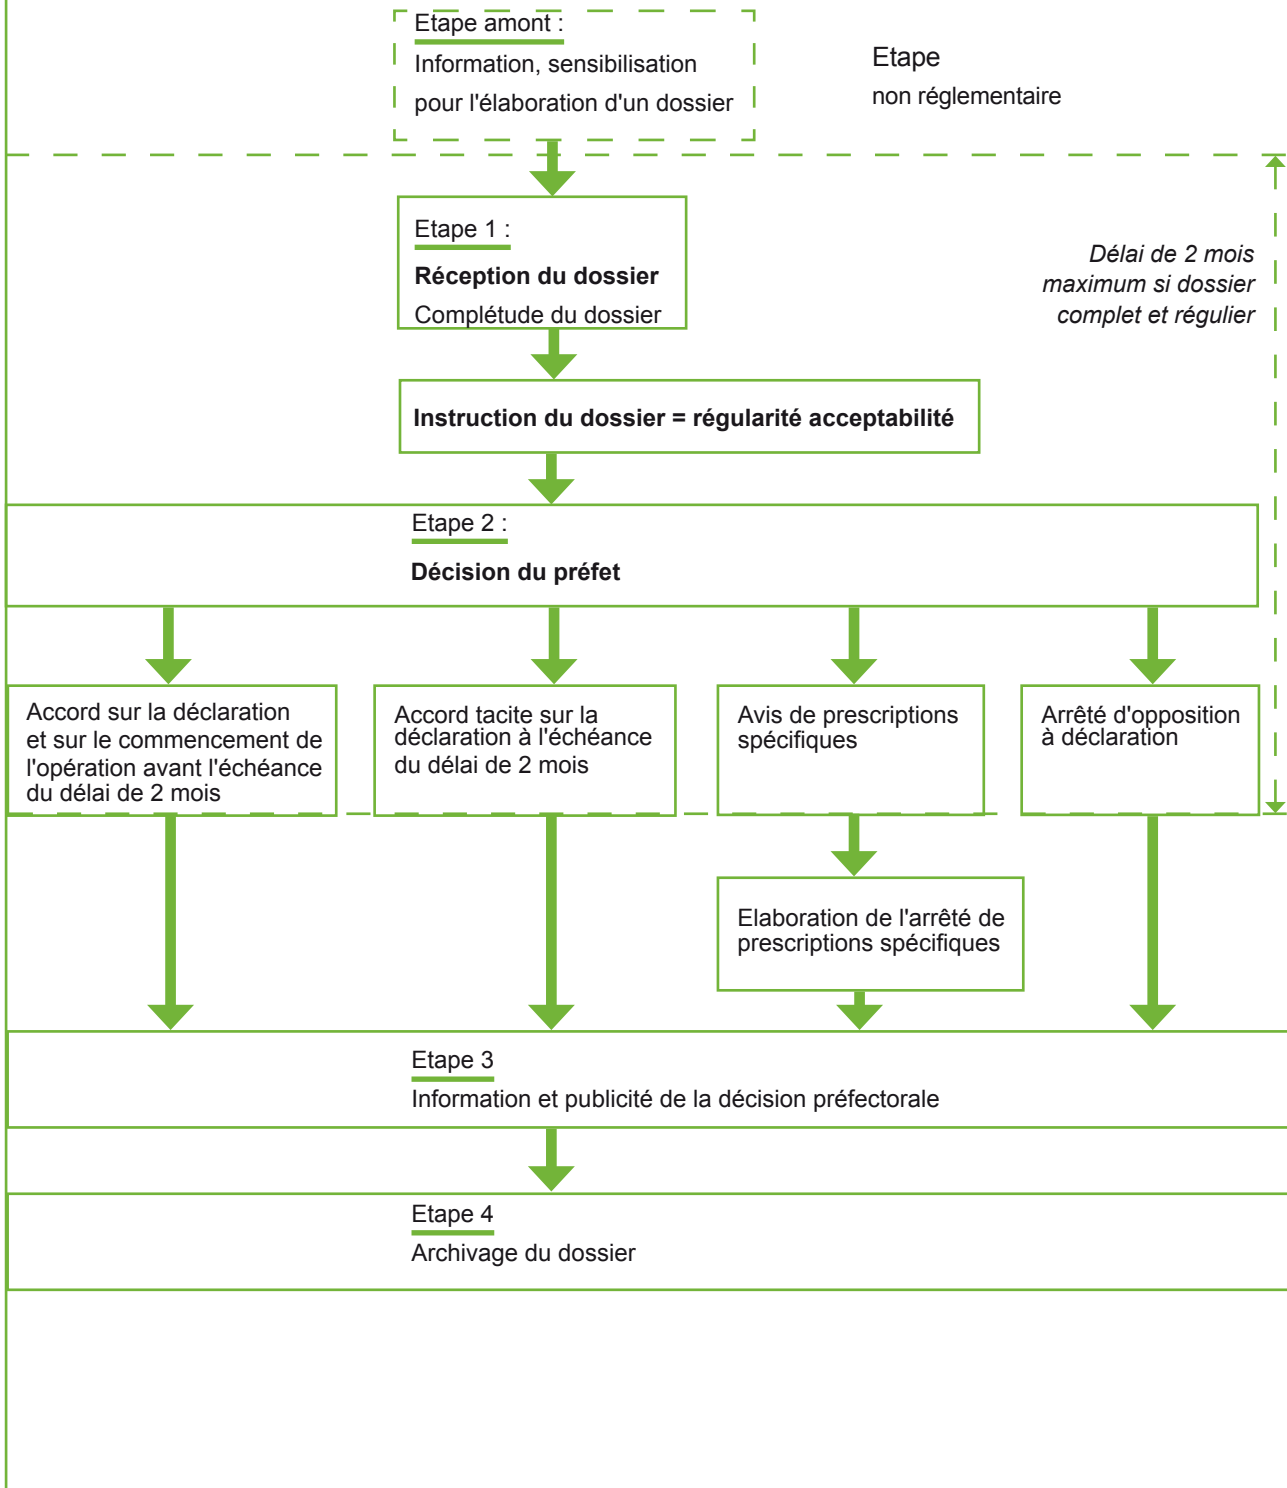 Etape amont :
Information, sensibilisation
pour l'élaboration d'un dossier
Etape
non réglementaire
Etape 1 :
Réception du dossier
Complétude du dossier
Délai de 2 mois
maximum si dossier
complet et régulier
Instruction du dossier = régularité acceptabilité
Etape 2 :
Décision du préfet
Accord sur la déclaration
et sur le commencement de
l'opération avant l'échéance
du délai de 2 mois
Accord tacite sur la
déclaration à l'échéance
du délai de 2 mois
Avis de prescriptions
spécifiques
Arrêté d'opposition
à déclaration
Elaboration de l'arrêté de
prescriptions spécifiques
Etape 3
Information et publicité de la décision préfectorale
Etape 4
Archivage du dossier